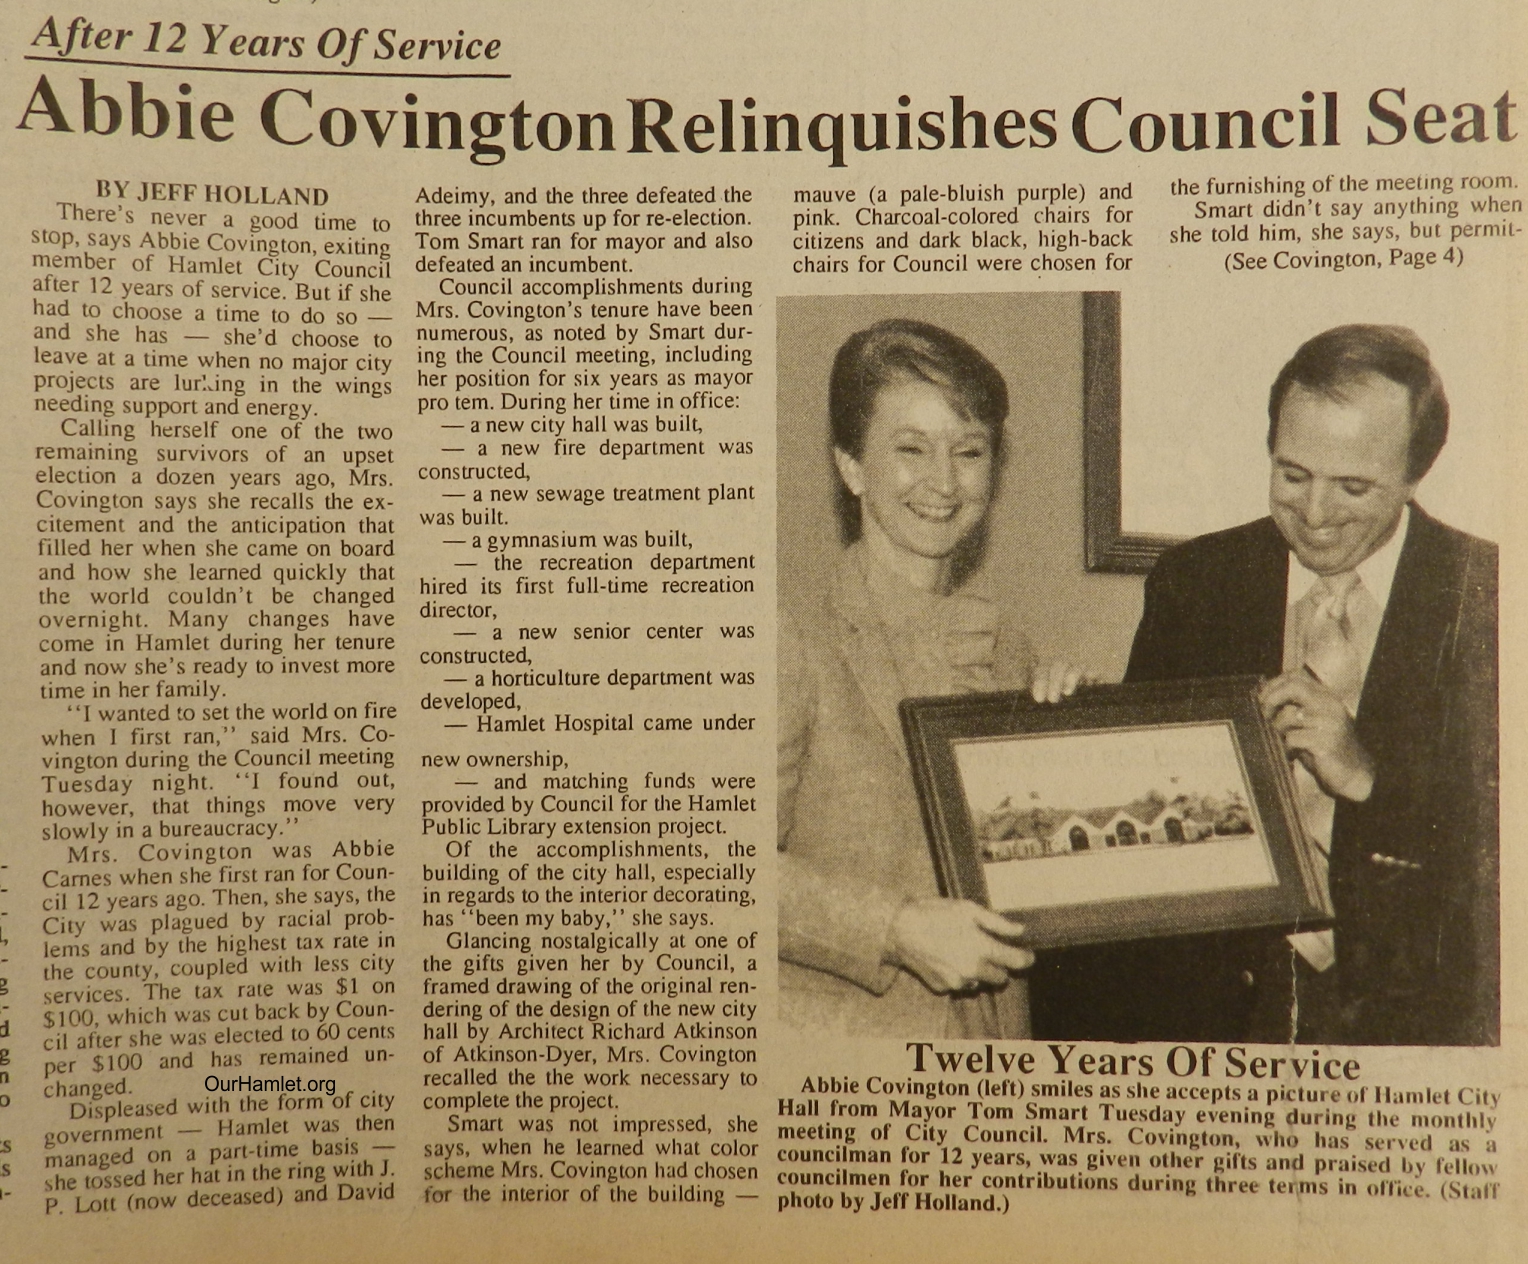 After 12 Years Of Service
Abbie Covington Relinquishes Council Seat
BY JEFF HOLLAND
There's never a good time to
stop, says Abbie Covington, exiting
member of Hamlet City Council
after 12 years of service. But if she
had to choose a time to do so —
and she has — she'd choose to
leave at a time when no major city
projects are lurking in the wings
needing support and energy.
Calling herself one of the two
remaining survivors of an upset
election a dozen years ago, Mrs.
Covington says she recalls the ex-
citement and the anticipation that
filled her when she came on board
and how she learned quickly that
the world couldn't be changed
overnight. Many changes have
come in Hamlet during her tenure
and now she's ready to invest more
time in her family.
"I wanted to set the world on fire
when I first ran," said Mrs. Co-
vington during the Council meeting
Tuesday night. "I found out,
however, that things move very
slowly in a bureaucracy."
Mrs. Covington was Abbie
Carnes when she first ran for Coun-
cil 12 years ago. Then, she says, the
City was plagued by racial prob-
lems and by the highest tax rate in
the county, coupled with less city
services. The tax rate was $1 on
$100, which was cut back by Coun-
cil after she was elected to 60 cents
per $100 and has remained un-
changed.
OurHamlet.org
Displeased with the form of city
government — Hamlet was then
managed on a part-time basis —
she tossed her hat in the ring with J.
P. Lott (now deceased) and David
Adeimy, and the three defeated the
three incumbents up for re-election.
Tom Smart ran for mayor and also
defeated an incumbent.
Council accomplishments during
Mrs. Covington's tenure have been
numerous, as noted by Smart dur-
ing the Council meeting, including
her position for six years as mayor
pro tem. During her time in office:
— a new city hall was built,
— a new fire department was
constructed,
— a new sewage treatment plant
was built.
— a gymnasium was built,
— the recreation department
hired its first full-time recreation
director,
— a new senior center was
constructed,
— a horticulture department was
developed,
— Hamlet Hospital came under
new ownership,
— and matching funds were
provided by Council for the Hamlet
Public Library extension project.
Of the accomplishments, the
building of the city hall, especially
in regards to the interior decorating,
has "been my baby," she says.
Glancing nostalgically at one of
the gifts given her by Council, a
framed drawing of the original ren-
dering of the design of the new city
hall by Architect Richard Atkinson
of Atkinson-Dyer, Mrs. Covington
recalled the the work necessary to
complete the project.
Smart was not impressed, she
says, when he learned what color
scheme Mrs. Covington had chosen
for the interior of the building —
mauve (a pale-bluish purple) and
pink. Charcoal-colored chairs for
citizens and dark black, high-back
chairs for Council were chosen for
the furnishing of the meeting room.
Smart didn't say anything when
she told him, she says, but permit-
(See Covington, Page 4)
Twelve Years Of Service
Abbie Covington (left) smiles as she accepts a picture of Hamlet City
Hall from Mayor Tom Smart Tuesday evening during the monthly
meeting of City Council. Mrs. Covington, who has served as a
councilman for 12 years, was given other gifts and praised by fellow
councilmen for her contributions during three terms in office. (Staff
photo by Jeff Holland.)